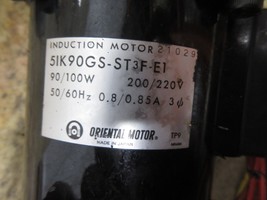 INDUCTION MOTOR 21029
5IK90GS-ST3F-E1
90/100W 200/220V
50/60Hz 0.8/0.85A 3φ
ORIENTAL MOTOR
MADE IN JAPAN